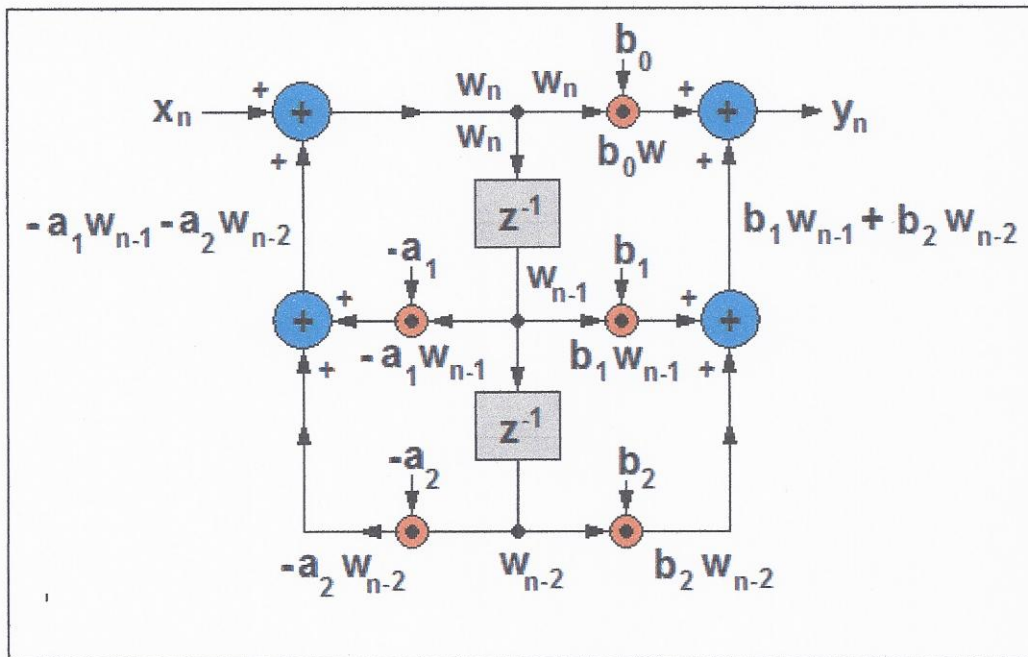 b₀
wₙ wₙ
xₙ + + + yₙ
+
wₙ b₀w
+ +
-a₁wₙ₋₁ -a₂wₙ₋₂ z⁻¹ b₁wₙ₋₁ + b₂wₙ₋₂
-a₁ wₙ₋₁ b₁
+ + + +
-a₁wₙ₋₁ b₁wₙ₋₁
+ +
z⁻¹
-a₂ b₂
-a₂wₙ₋₂ wₙ₋₂ b₂wₙ₋₂